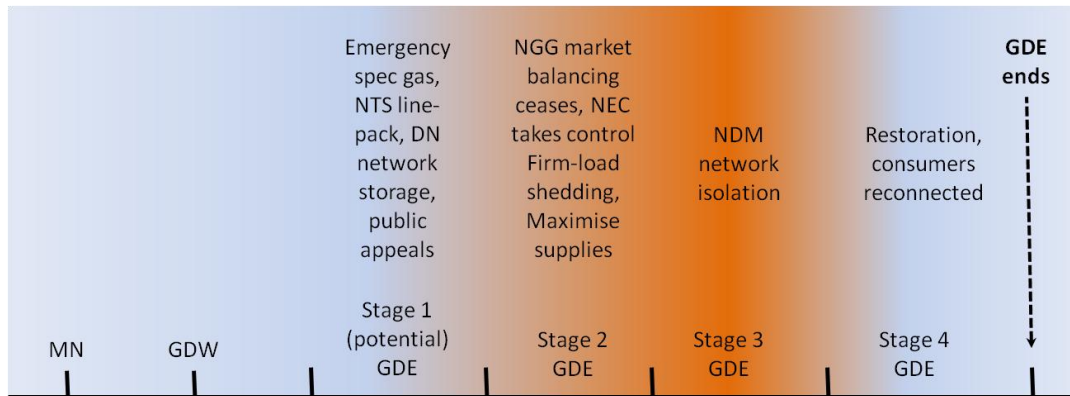 Emergency
spec gas,
NTS line-
pack, DN
network
storage,
public
appeals
NGG market
balancing
ceases, NEC
takes control
Firm-load
shedding,
Maximise
supplies
NDM
network
isolation
Restoration,
consumers
reconnected
GDE
ends
MN
GDW
Stage 1
(potential)
GDE
Stage 2
GDE
Stage 3
GDE
Stage 4
GDE